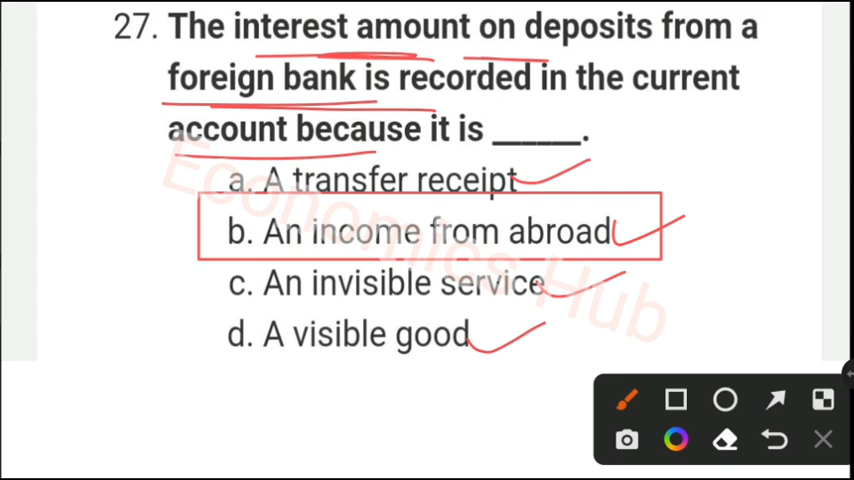 27. The interest amount on deposits from a
foreign bank is recorded in the current
account because it is ______.
a. A transfer receipt
b. An income from abroad
c. An invisible service
d. A visible good
Economics Hub